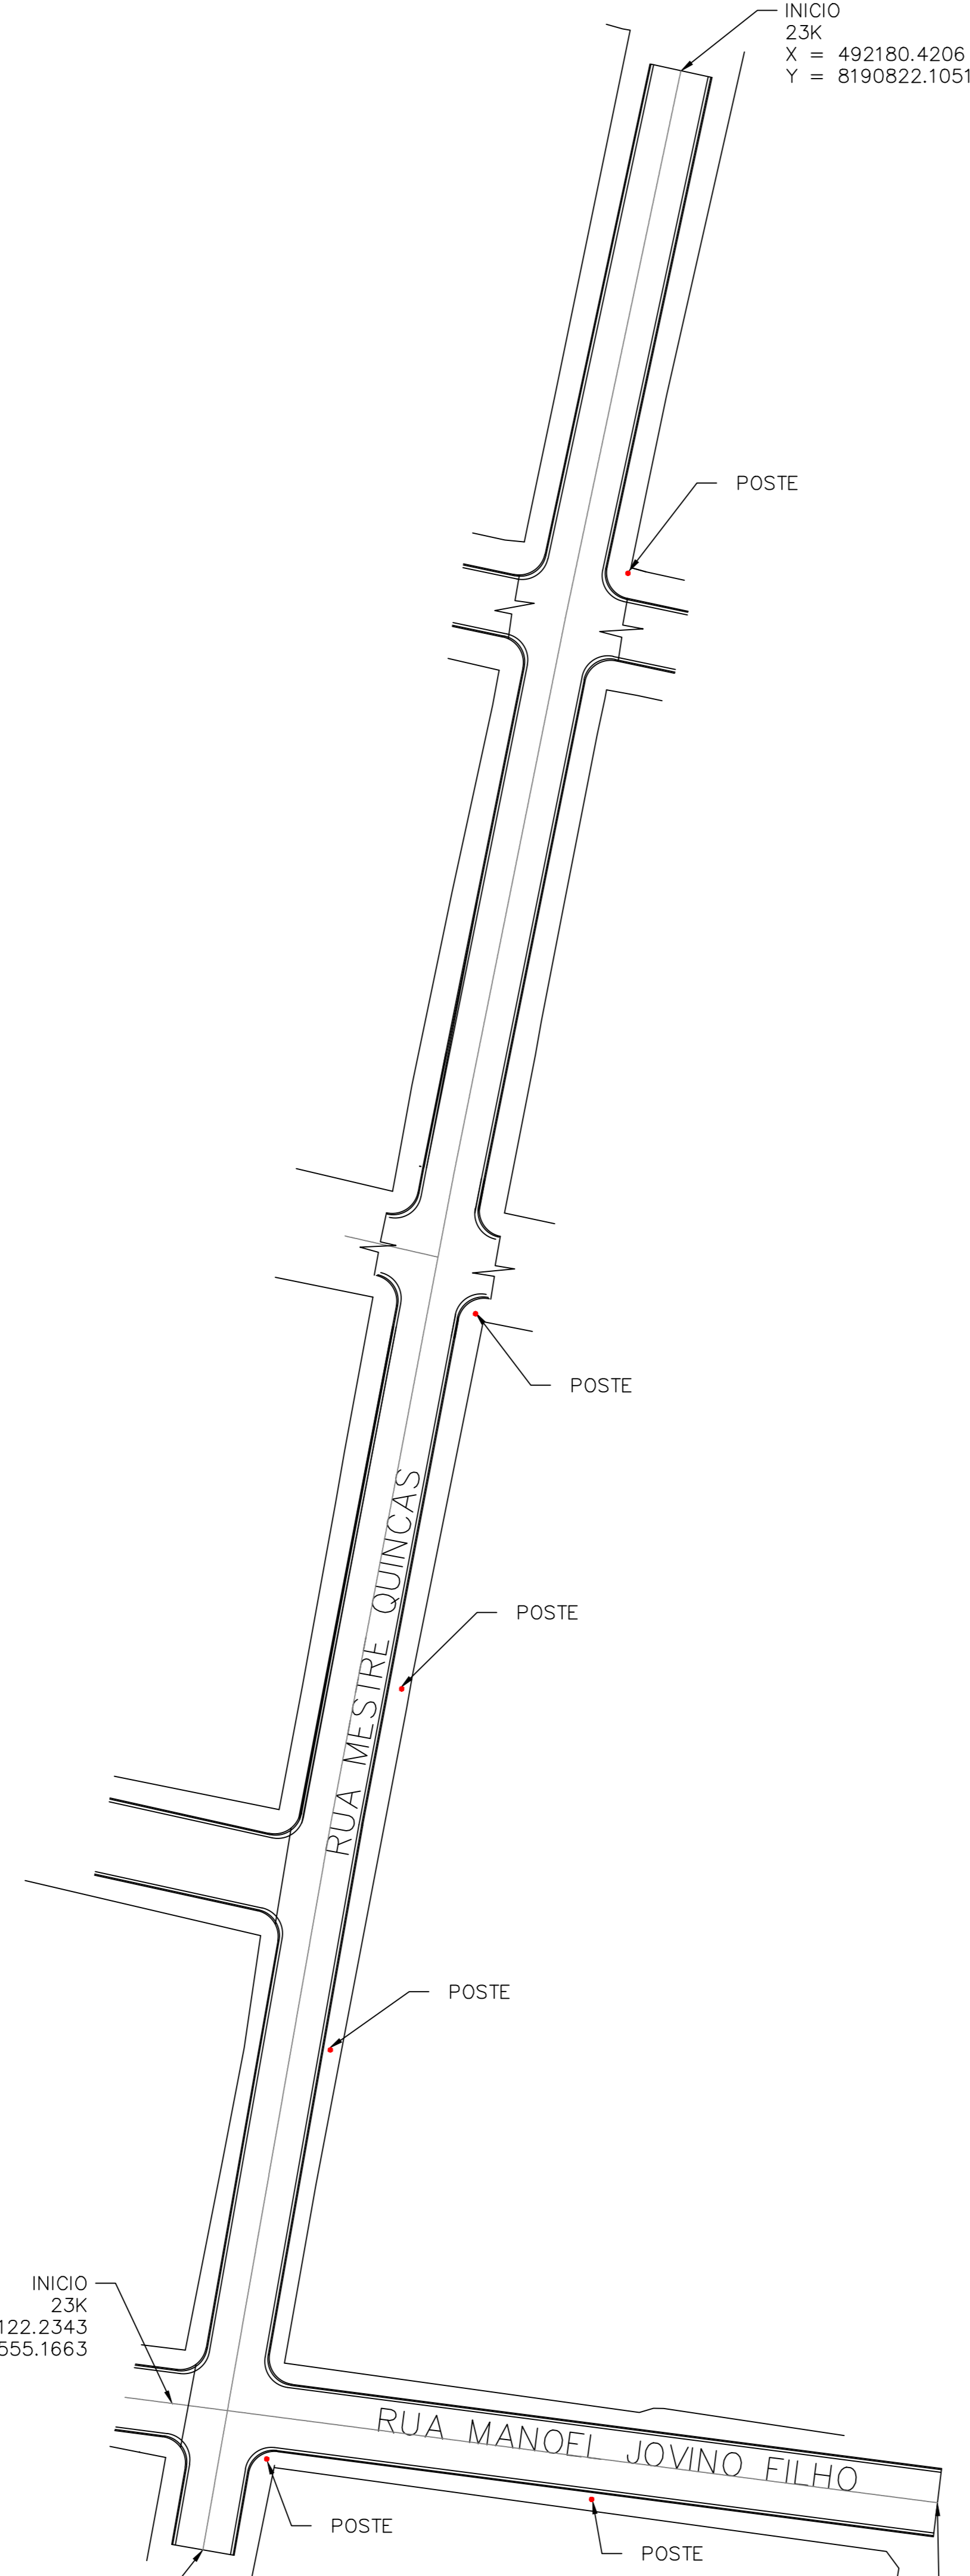 INICIO
23K
X = 492180.4206
Y = 8190822.1051
POSTE
POSTE
RUA MESTRE QUINCAS
POSTE
POSTE
INICIO
23K
122.2343
555.1663
RUA MANOEL JOVINO FILHO
POSTE
POSTE